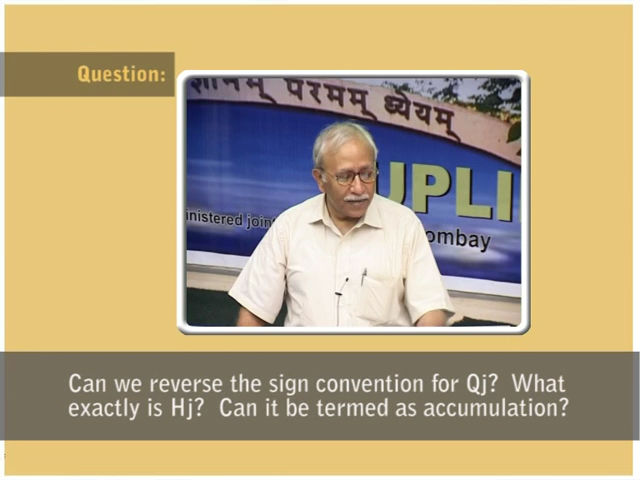 Question:
ज्ञानम् परमम् ध्येयम्
UPLI
inistered joint
ombay
Can we reverse the sign convention for Qj? What
exactly is Hj? Can it be termed as accumulation?